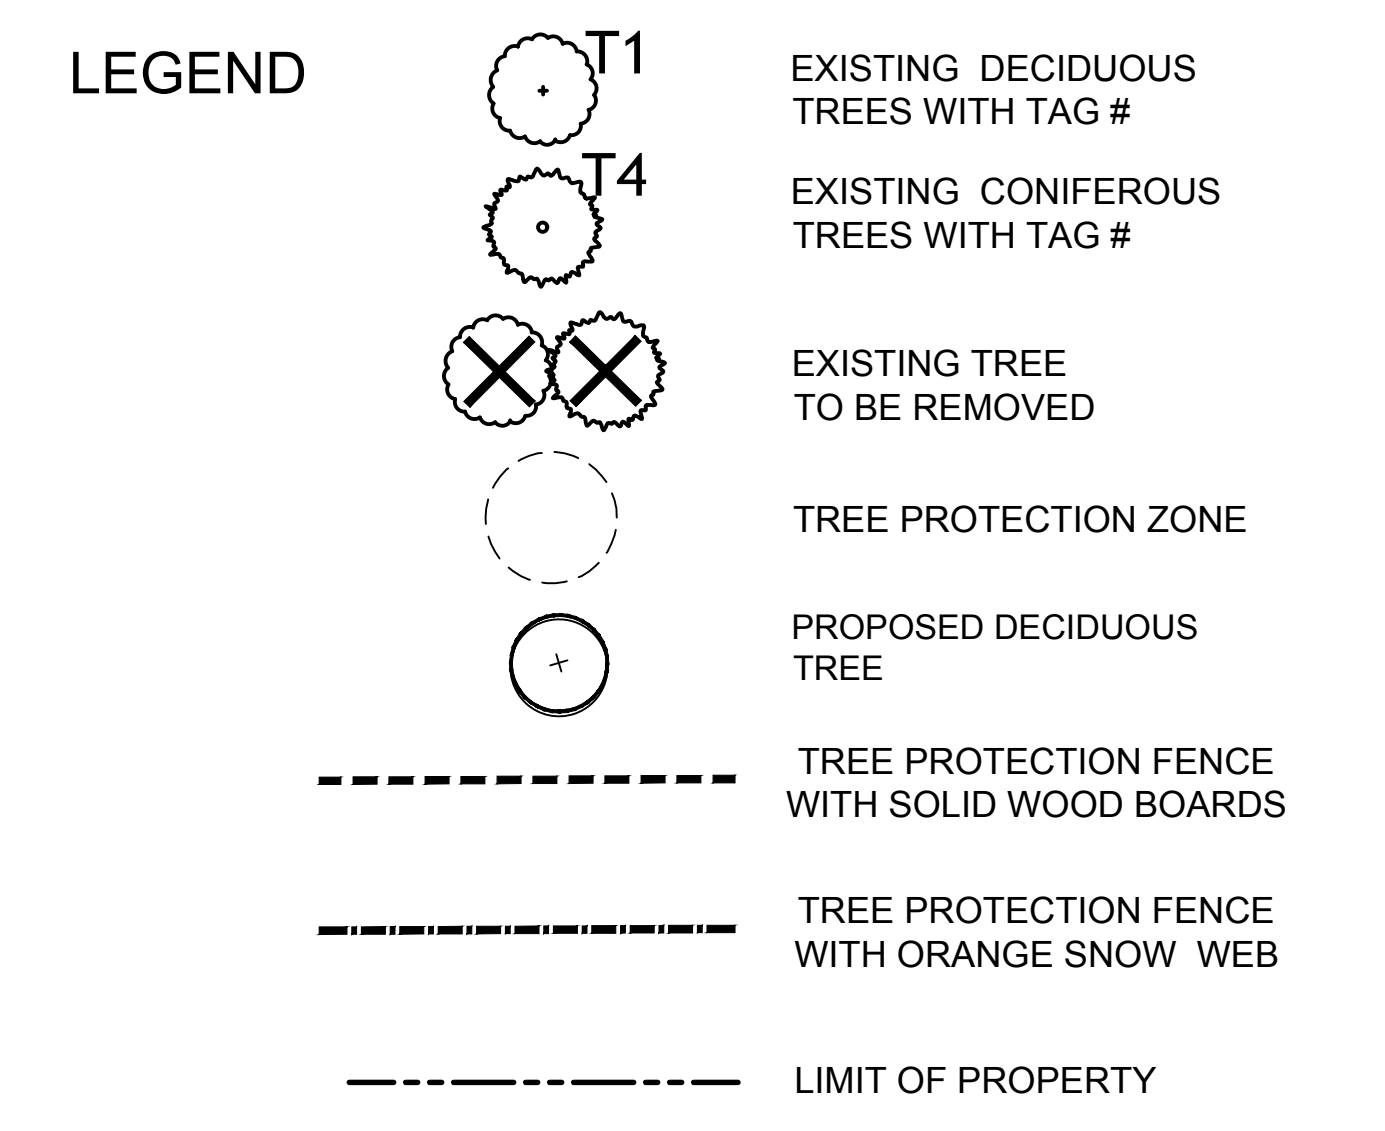 LEGEND
T1
EXISTING DECIDUOUS
TREES WITH TAG #
T4
EXISTING CONIFEROUS
TREES WITH TAG #
EXISTING TREE
TO BE REMOVED
TREE PROTECTION ZONE
PROPOSED DECIDUOUS
TREE
TREE PROTECTION FENCE
WITH SOLID WOOD BOARDS
TREE PROTECTION FENCE
WITH ORANGE SNOW WEB
LIMIT OF PROPERTY